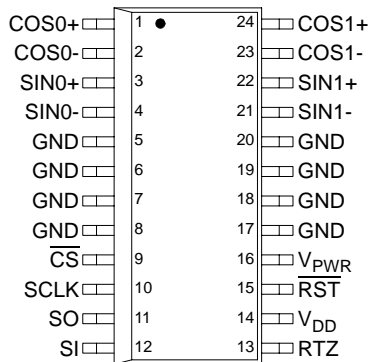 COS0+ 1 24 COS1+
COS0- 2 23 COS1-
SIN0+ 3 22 SIN1+
SIN0- 4 21 SIN1-
GND 5 20 GND
GND 6 19 GND
GND 7 18 GND
GND 8 17 GND
C̅S̅ 9 16 VPWR
SCLK 10 15 R̅S̅T̅
SO 11 14 VDD
SI 12 13 RTZ